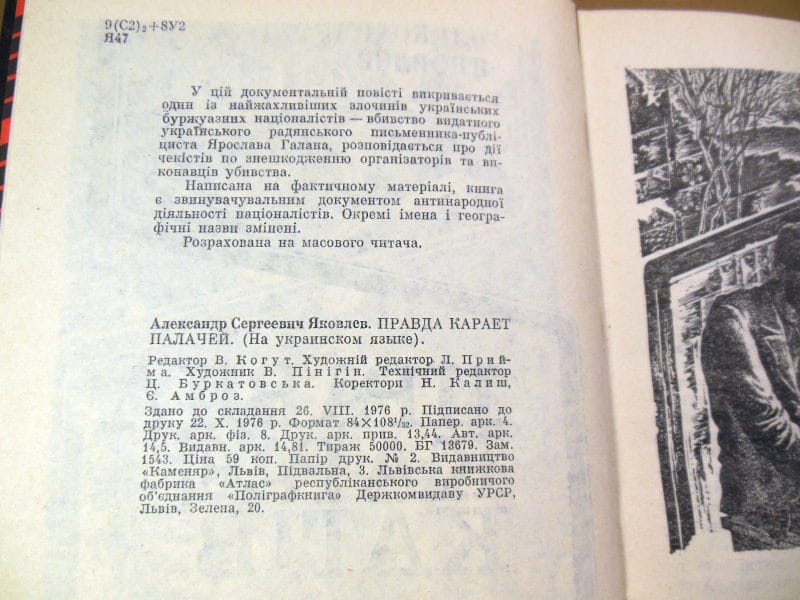 9(С2)₂+8У2
Я47
У цій документальній повісті викривається
один із найжахливіших злочинів українських
буржуазних націоналістів — вбивство видатного
українського радянського письменника-публі-
циста Ярослава Галана, розповідається про дії
чекістів по знешкодженню організаторів та ви-
конавців убивства.
Написана на фактичному матеріалі, книга
є звинувачувальним документом антинародної
діяльності націоналістів. Окремі імена і геогра-
фічні назви змінені.
Розрахована на масового читача.
Александр Сергеевич Яковлев. ПРАВДА КАРАЕТ
ПАЛАЧЕЙ. (На украинском языке).
Редактор В. Когут. Художній редактор Л. Прий-
ма. Художник В. Пінігін. Технічний редактор
Ц. Буркатовська. Коректори Н. Калиш,
Є. Амброз.
Здано до складання 26. VIII. 1976 р. Підписано до
друку 22. X. 1976 р. Формат 84×108¹/₃₂. Папер. арк. 4.
Друк. арк. фіз. 8. Друк. арк. прив. 13,44. Авт. арк.
14,5. Видавн. арк. 14,81. Тираж 50000. БГ 13679. Зам.
1543. Ціна 59 коп. Папір друк. № 2. Видавництво
«Каменяр», Львів, Підвальна, 3. Львівська книжкова
фабрика «Атлас» республіканського виробничого
об'єднання «Поліграфкнига» Держкомвидаву УРСР,
Львів, Зелена, 20.